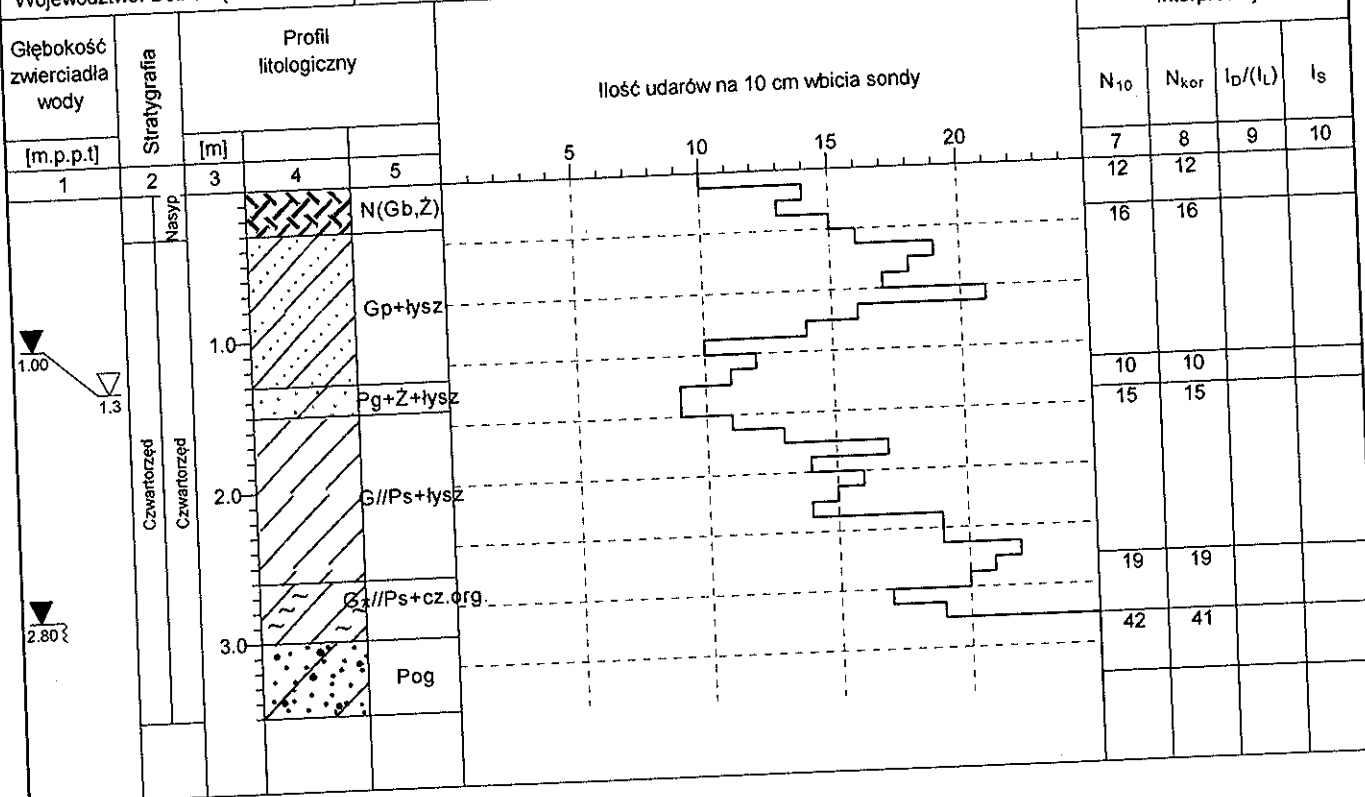 Głębokość
zwierciadła
wody
[m.p.p.t]
Stratygrafia
Profil
litologiczny
[m]
Ilość udarów na 10 cm wbicia sondy
N10 Nkor ID/(IL) IS
1 2 3 4 5
5 10 15 20
7 8 9 10
12 12
Nasyp
N(Gb,Ż)
16 16
Gp+łysz
1.0
1.00
1.3
10 10
Pg+Ż+łysz
15 15
Czwartorzęd
Czwartorzęd
2.0
G//Ps+łysz
19 19
//Ps+cz.org.
2.80
42 41
3.0
Pog